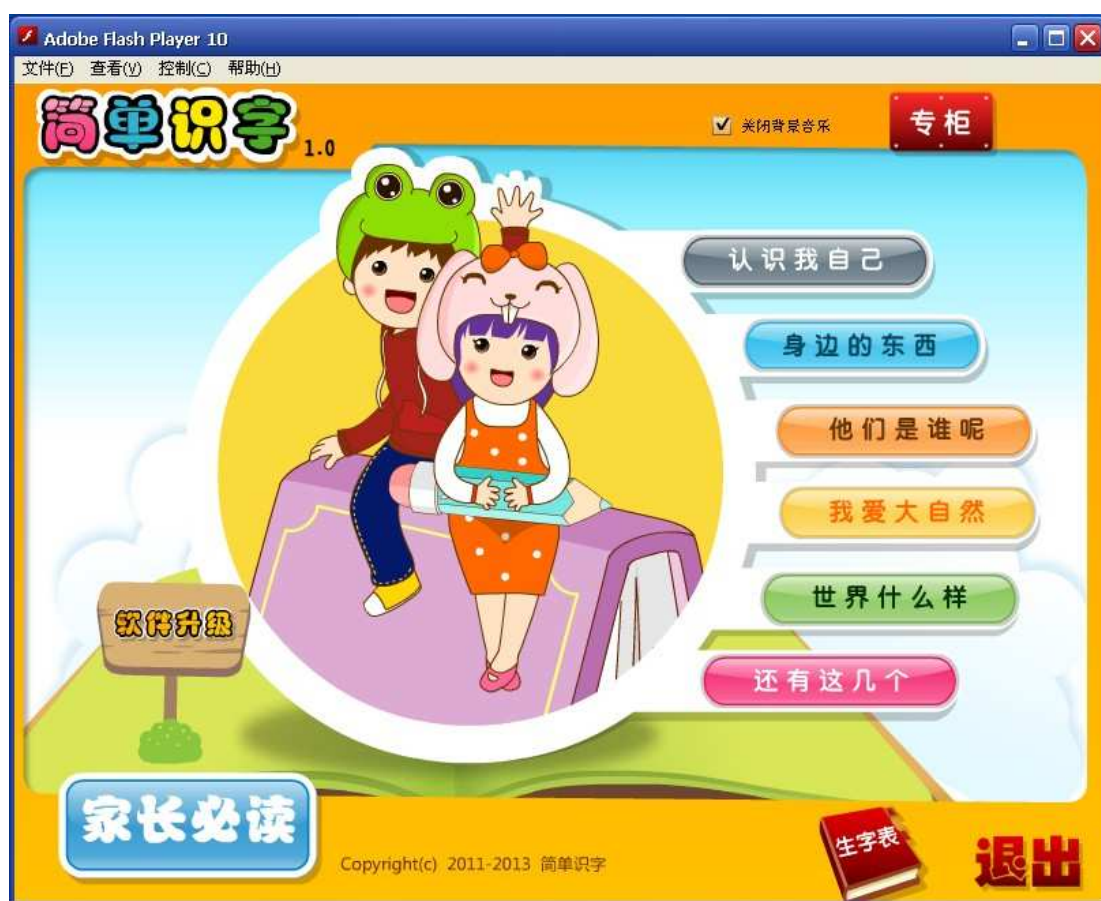 Adobe Flash Player 10
文件(F) 查看(V) 控制(C) 帮助(H)
简单识字 1.0
关闭背景音乐
专柜
认识我自己
身边的东西
他们是谁呢
我爱大自然
世界什么样
还有这几个
软件升级
家长必读
Copyright(c) 2011-2013 简单识字
生字表
退出